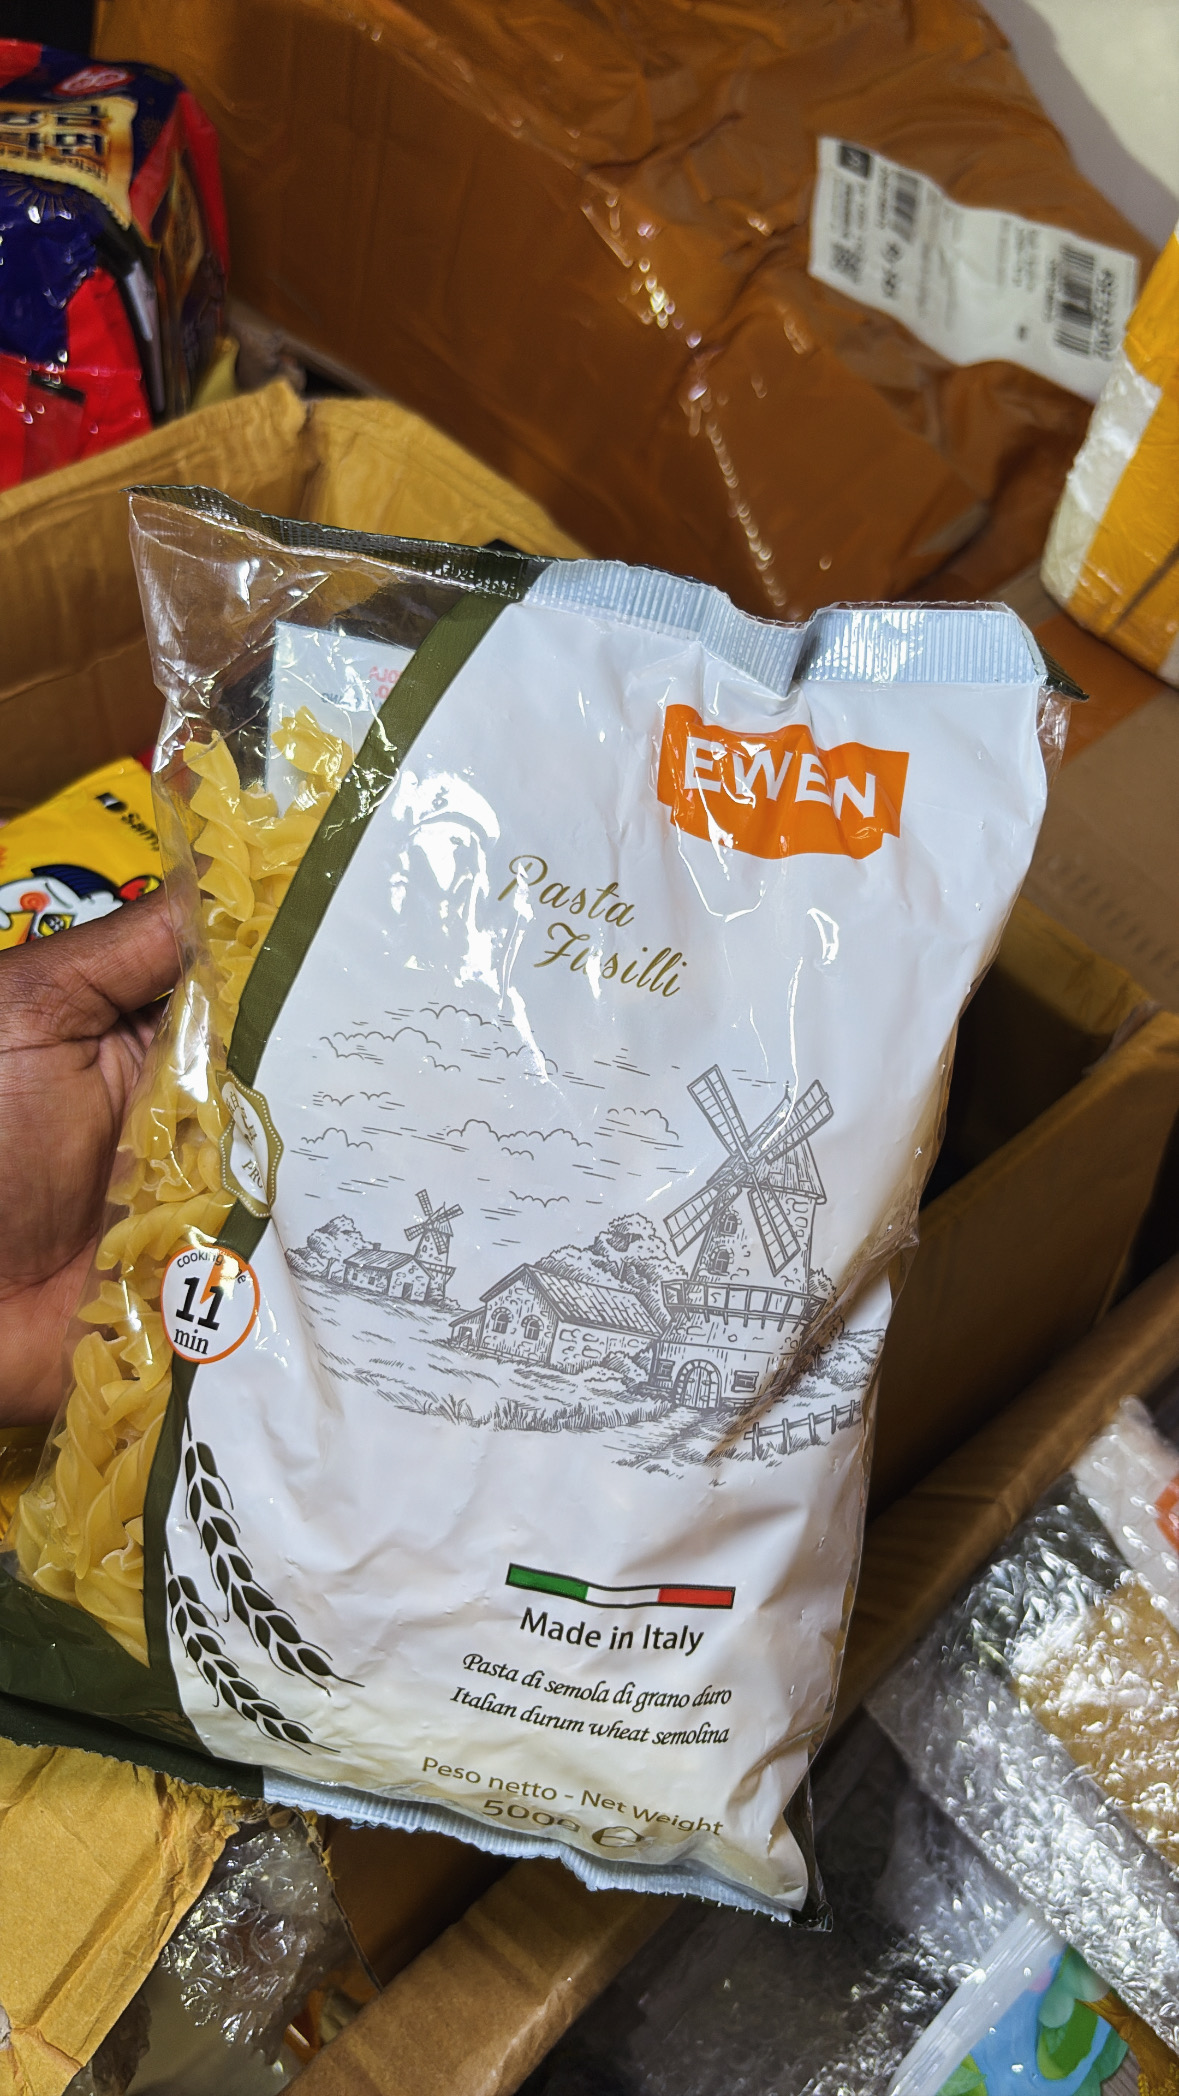 EWEN
Pasta
Fusilli
11
min
Made in Italy
Pasta di semola di grano duro
Italian durum wheat semolina
Peso netto - Net Weight
500g e